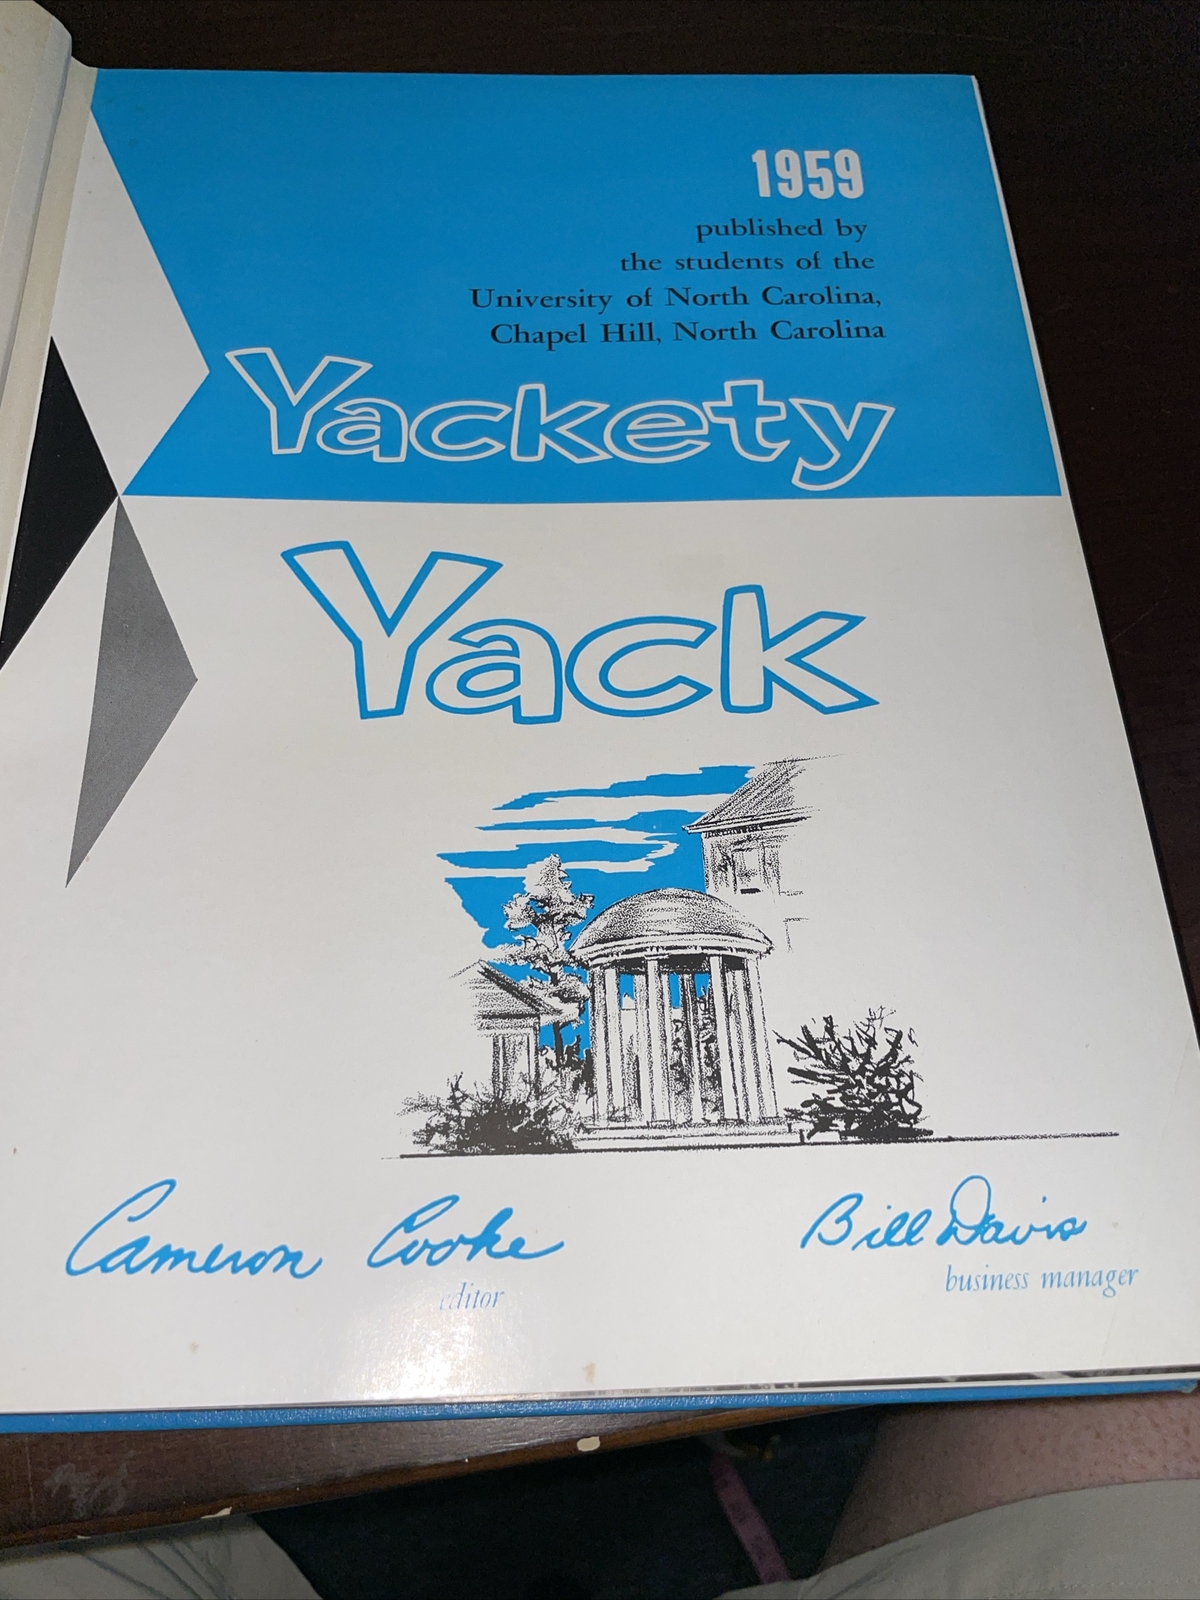 1959
published by
the students of the
University of North Carolina,
Chapel Hill, North Carolina
Yackety
Yack
Cameron Cooke
editor
Bill Davis
business manager